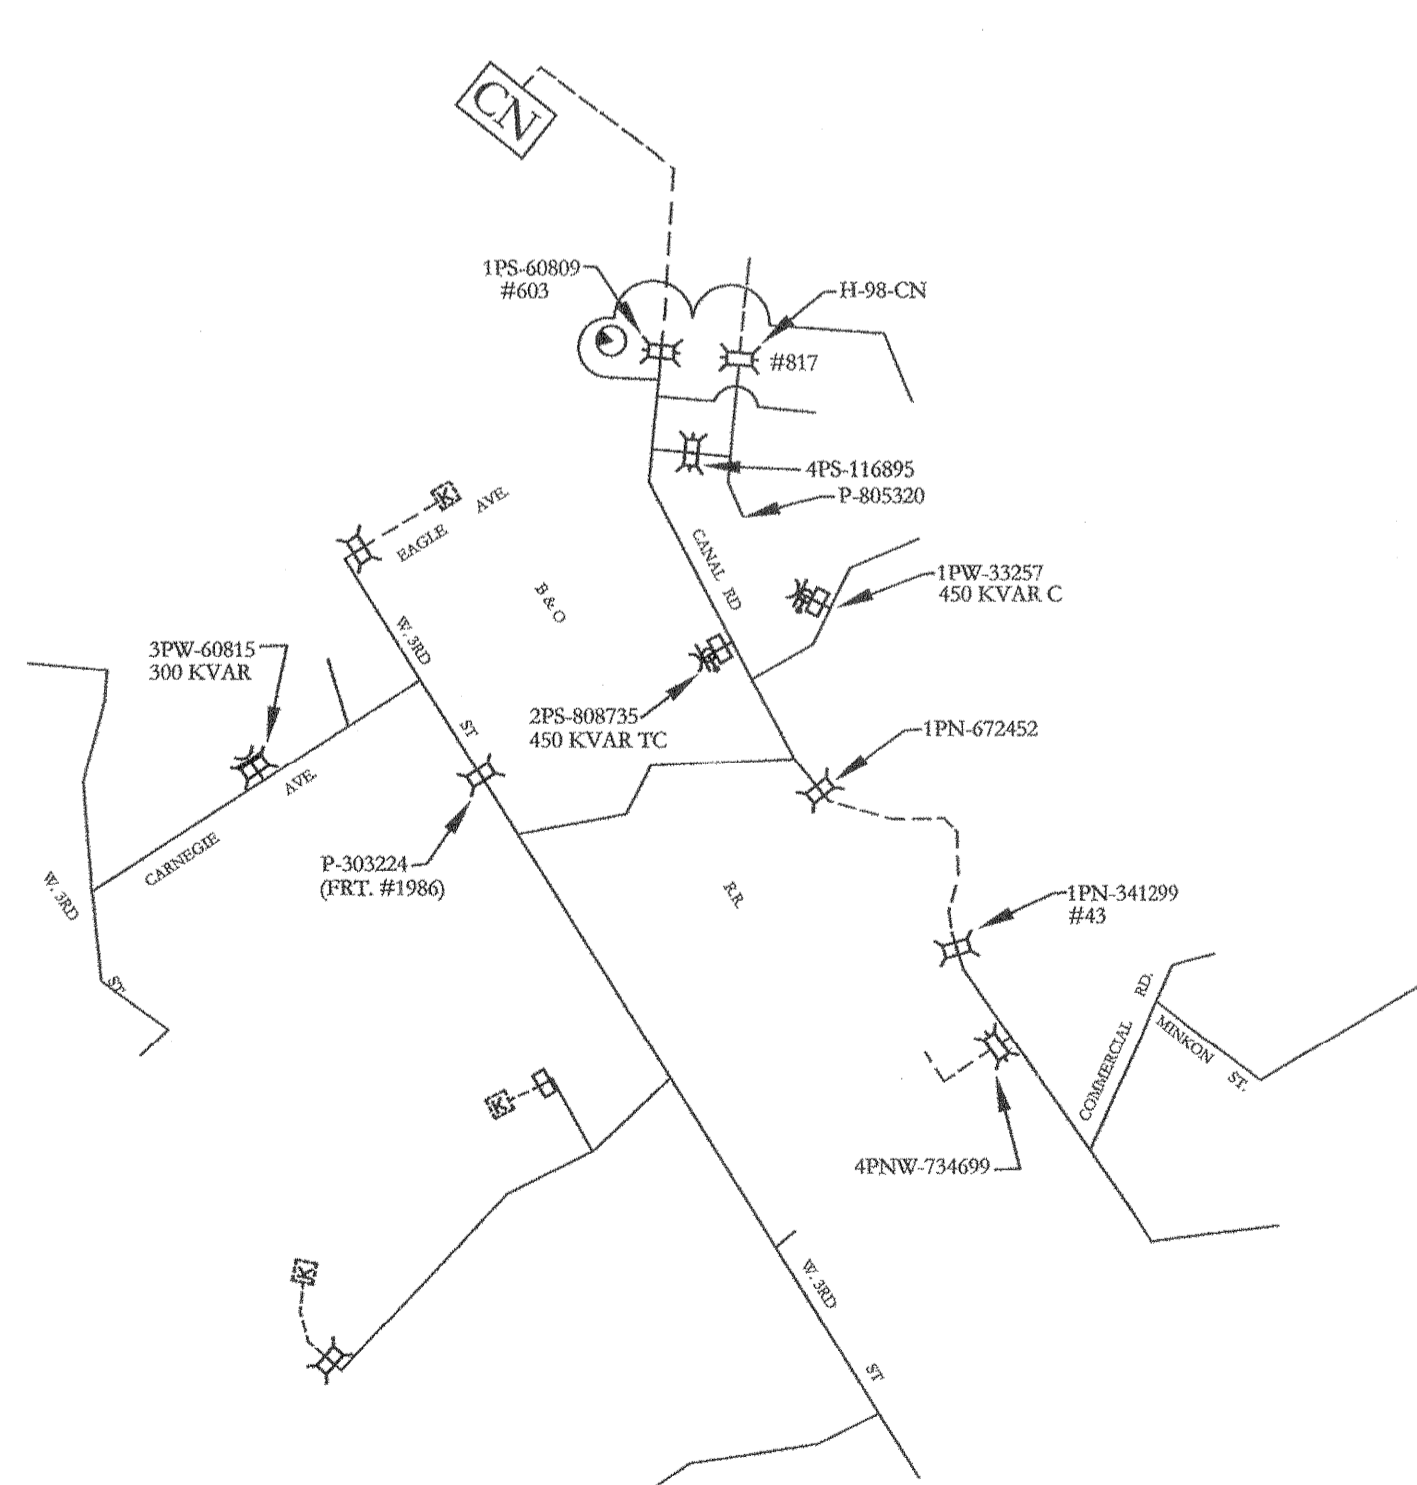 CN
1PS-60809
#603
H-98-CN
#817
4PS-116895
P-805320
K
EAGLE AVE.
CANAL RD
B & O
1PW-33257
450 KVAR C
W. 3RD ST
3PW-60815
300 KVAR
2PS-808735
450 KVAR TC
1PN-672452
CARNEGIE AVE.
P-303224
(FRT. #1986)
W. 3RD ST.
R.R
1PN-341299
#43
COMMERCIAL RD.
MINKON ST.
K
4PNW-734699
K
W. 3RD ST